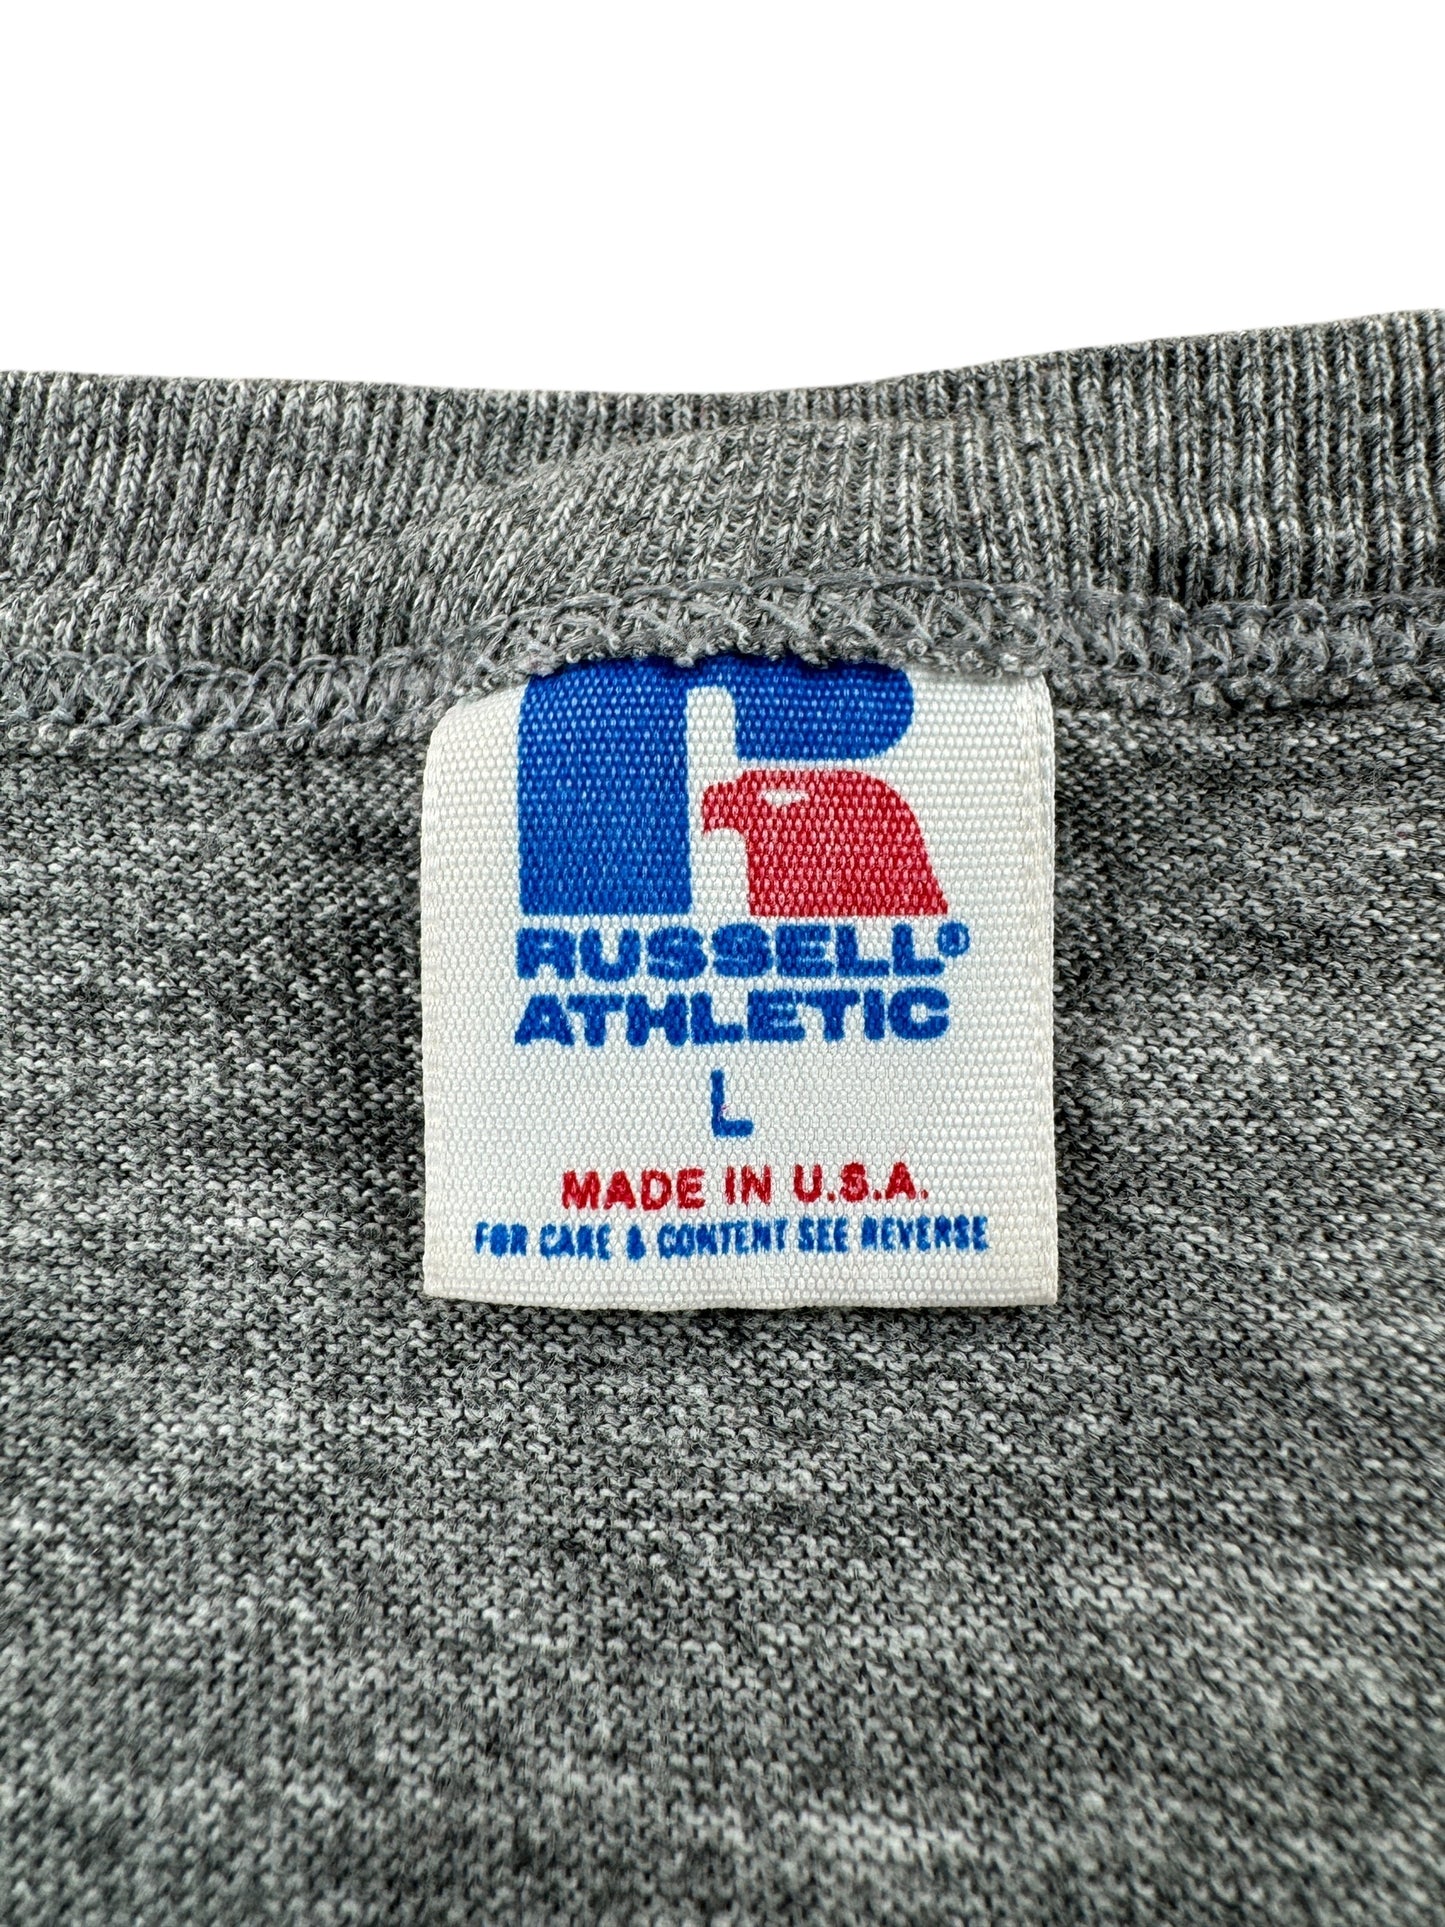 RUSSELL®
ATHLETIC
L
MADE IN U.S.A.
FOR CARE & CONTENT SEE REVERSE